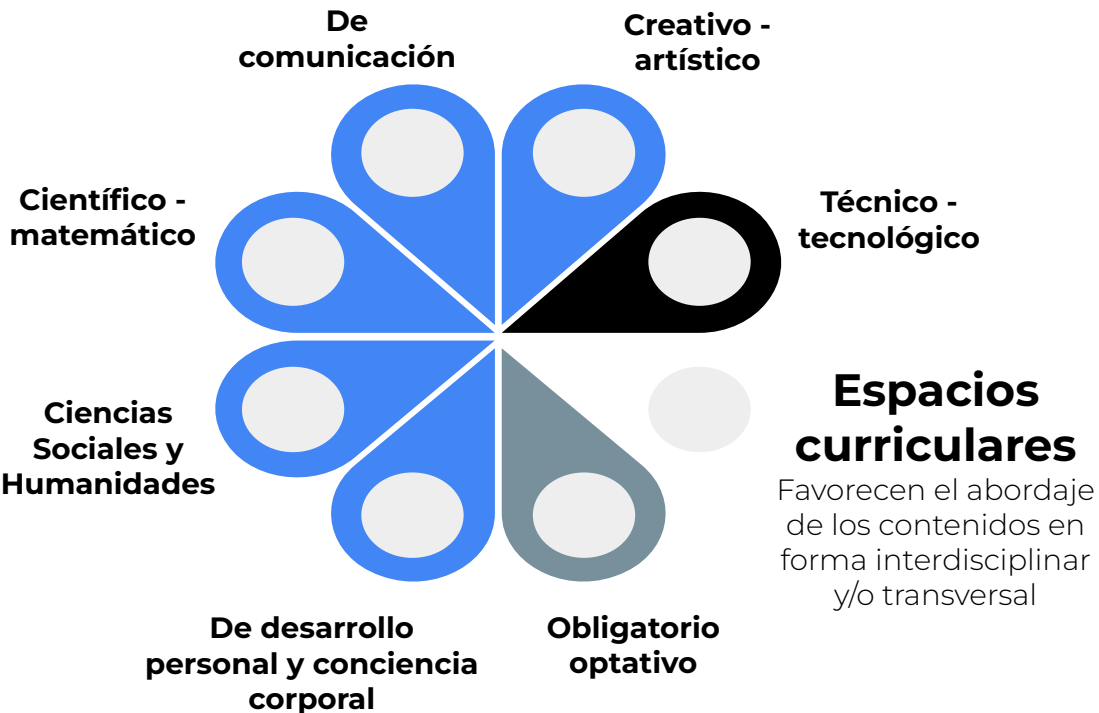 De
comunicación
Creativo -
artístico
Científico -
matemático
Técnico -
tecnológico
Ciencias
Sociales y
Humanidades
Espacios
curriculares
Favorecen el abordaje
de los contenidos en
forma interdisciplinar
y/o transversal
De desarrollo
personal y conciencia
corporal
Obligatorio
optativo